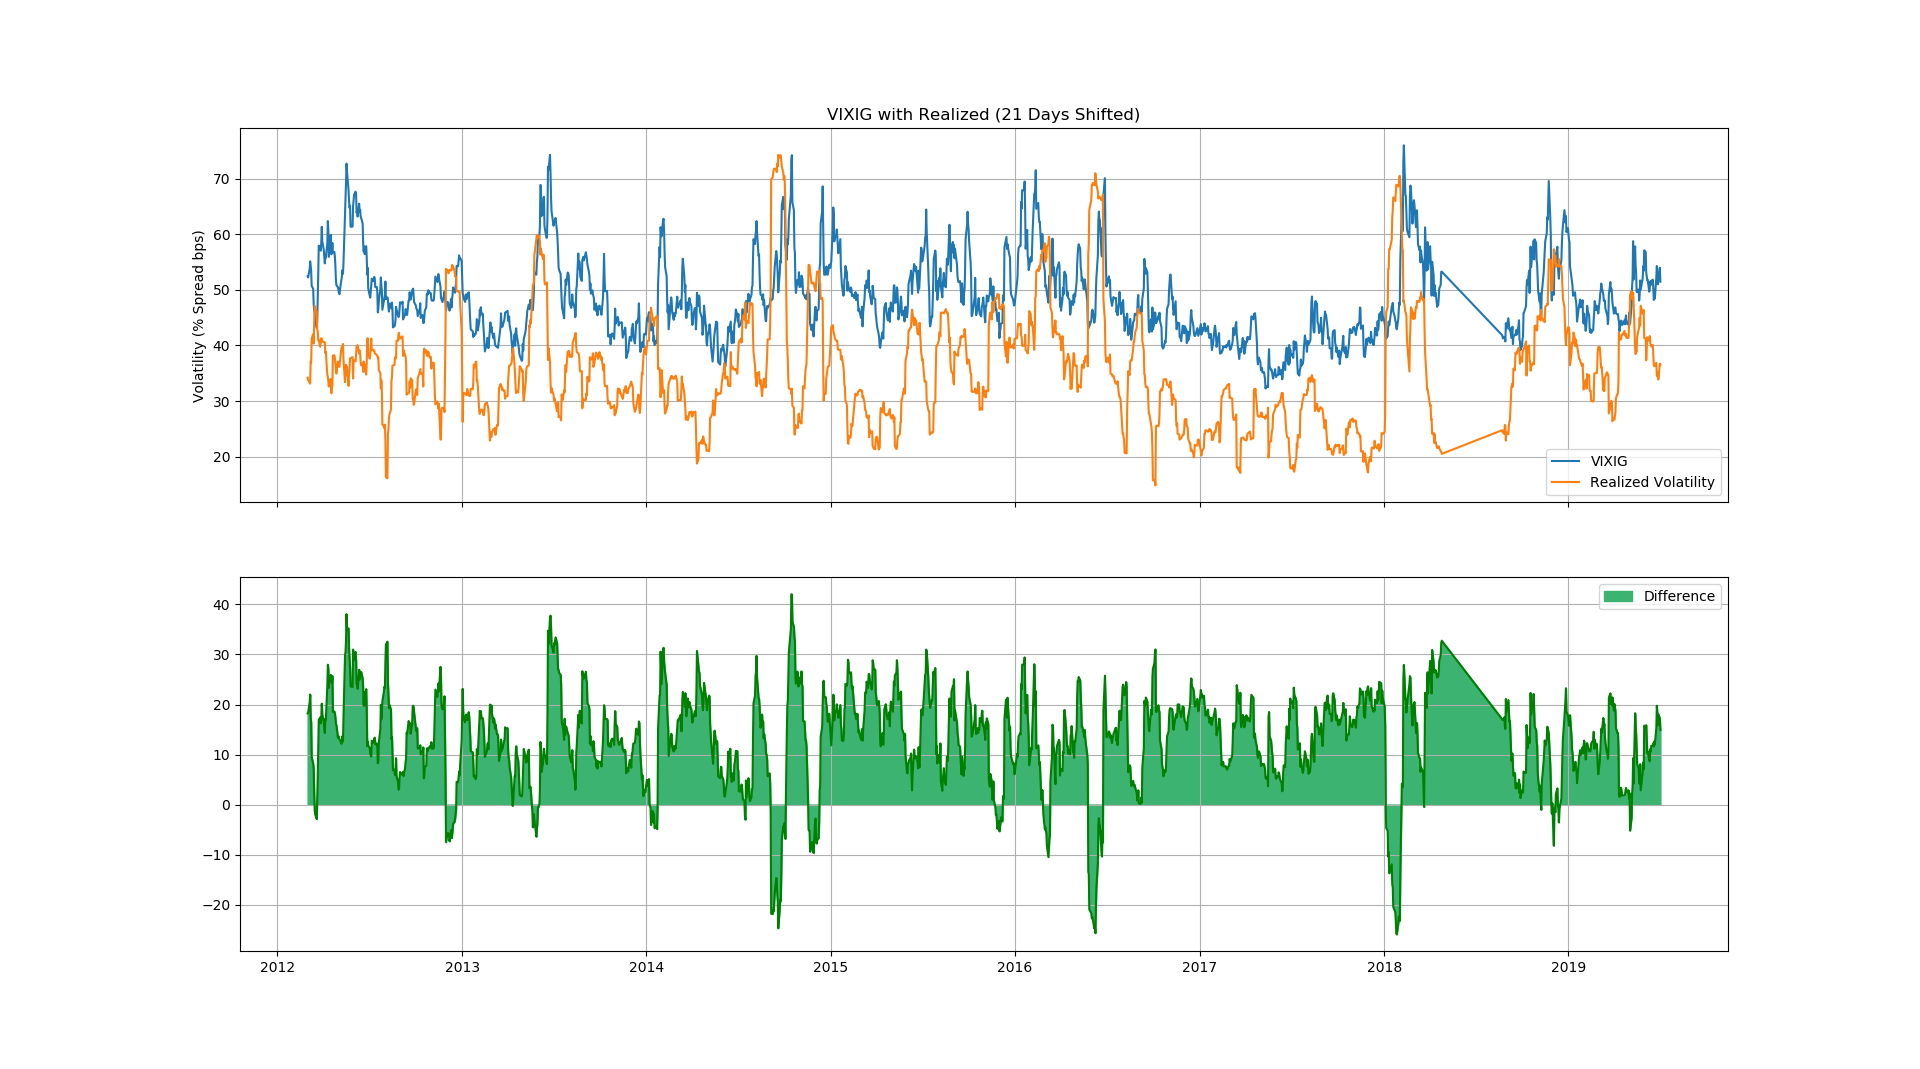 VIXIG with Realized (21 Days Shifted)
Volatility (% Spread bps)
70
60
50
40
30
20
VIXIG
Realized Volatility
40
30
20
10
0
−10
−20
Difference
2012 2013 2014 2015 2016 2017 2018 2019